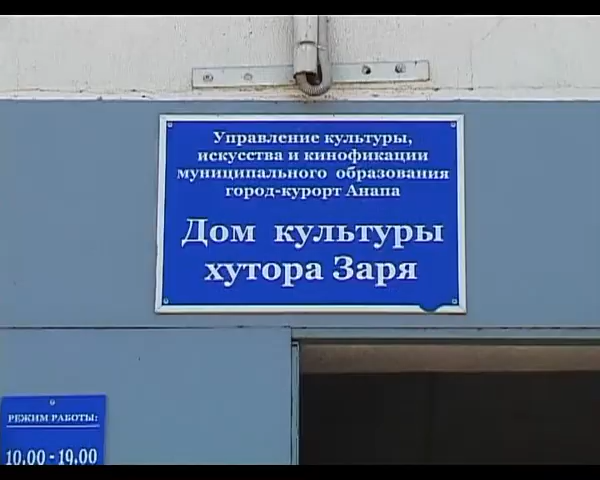 Управление культуры,
искусства и кинофикации
муниципального образования
город-курорт Анапа
Дом культуры
хутора Заря
РЕЖИМ РАБОТЫ:
10.00 - 19.00